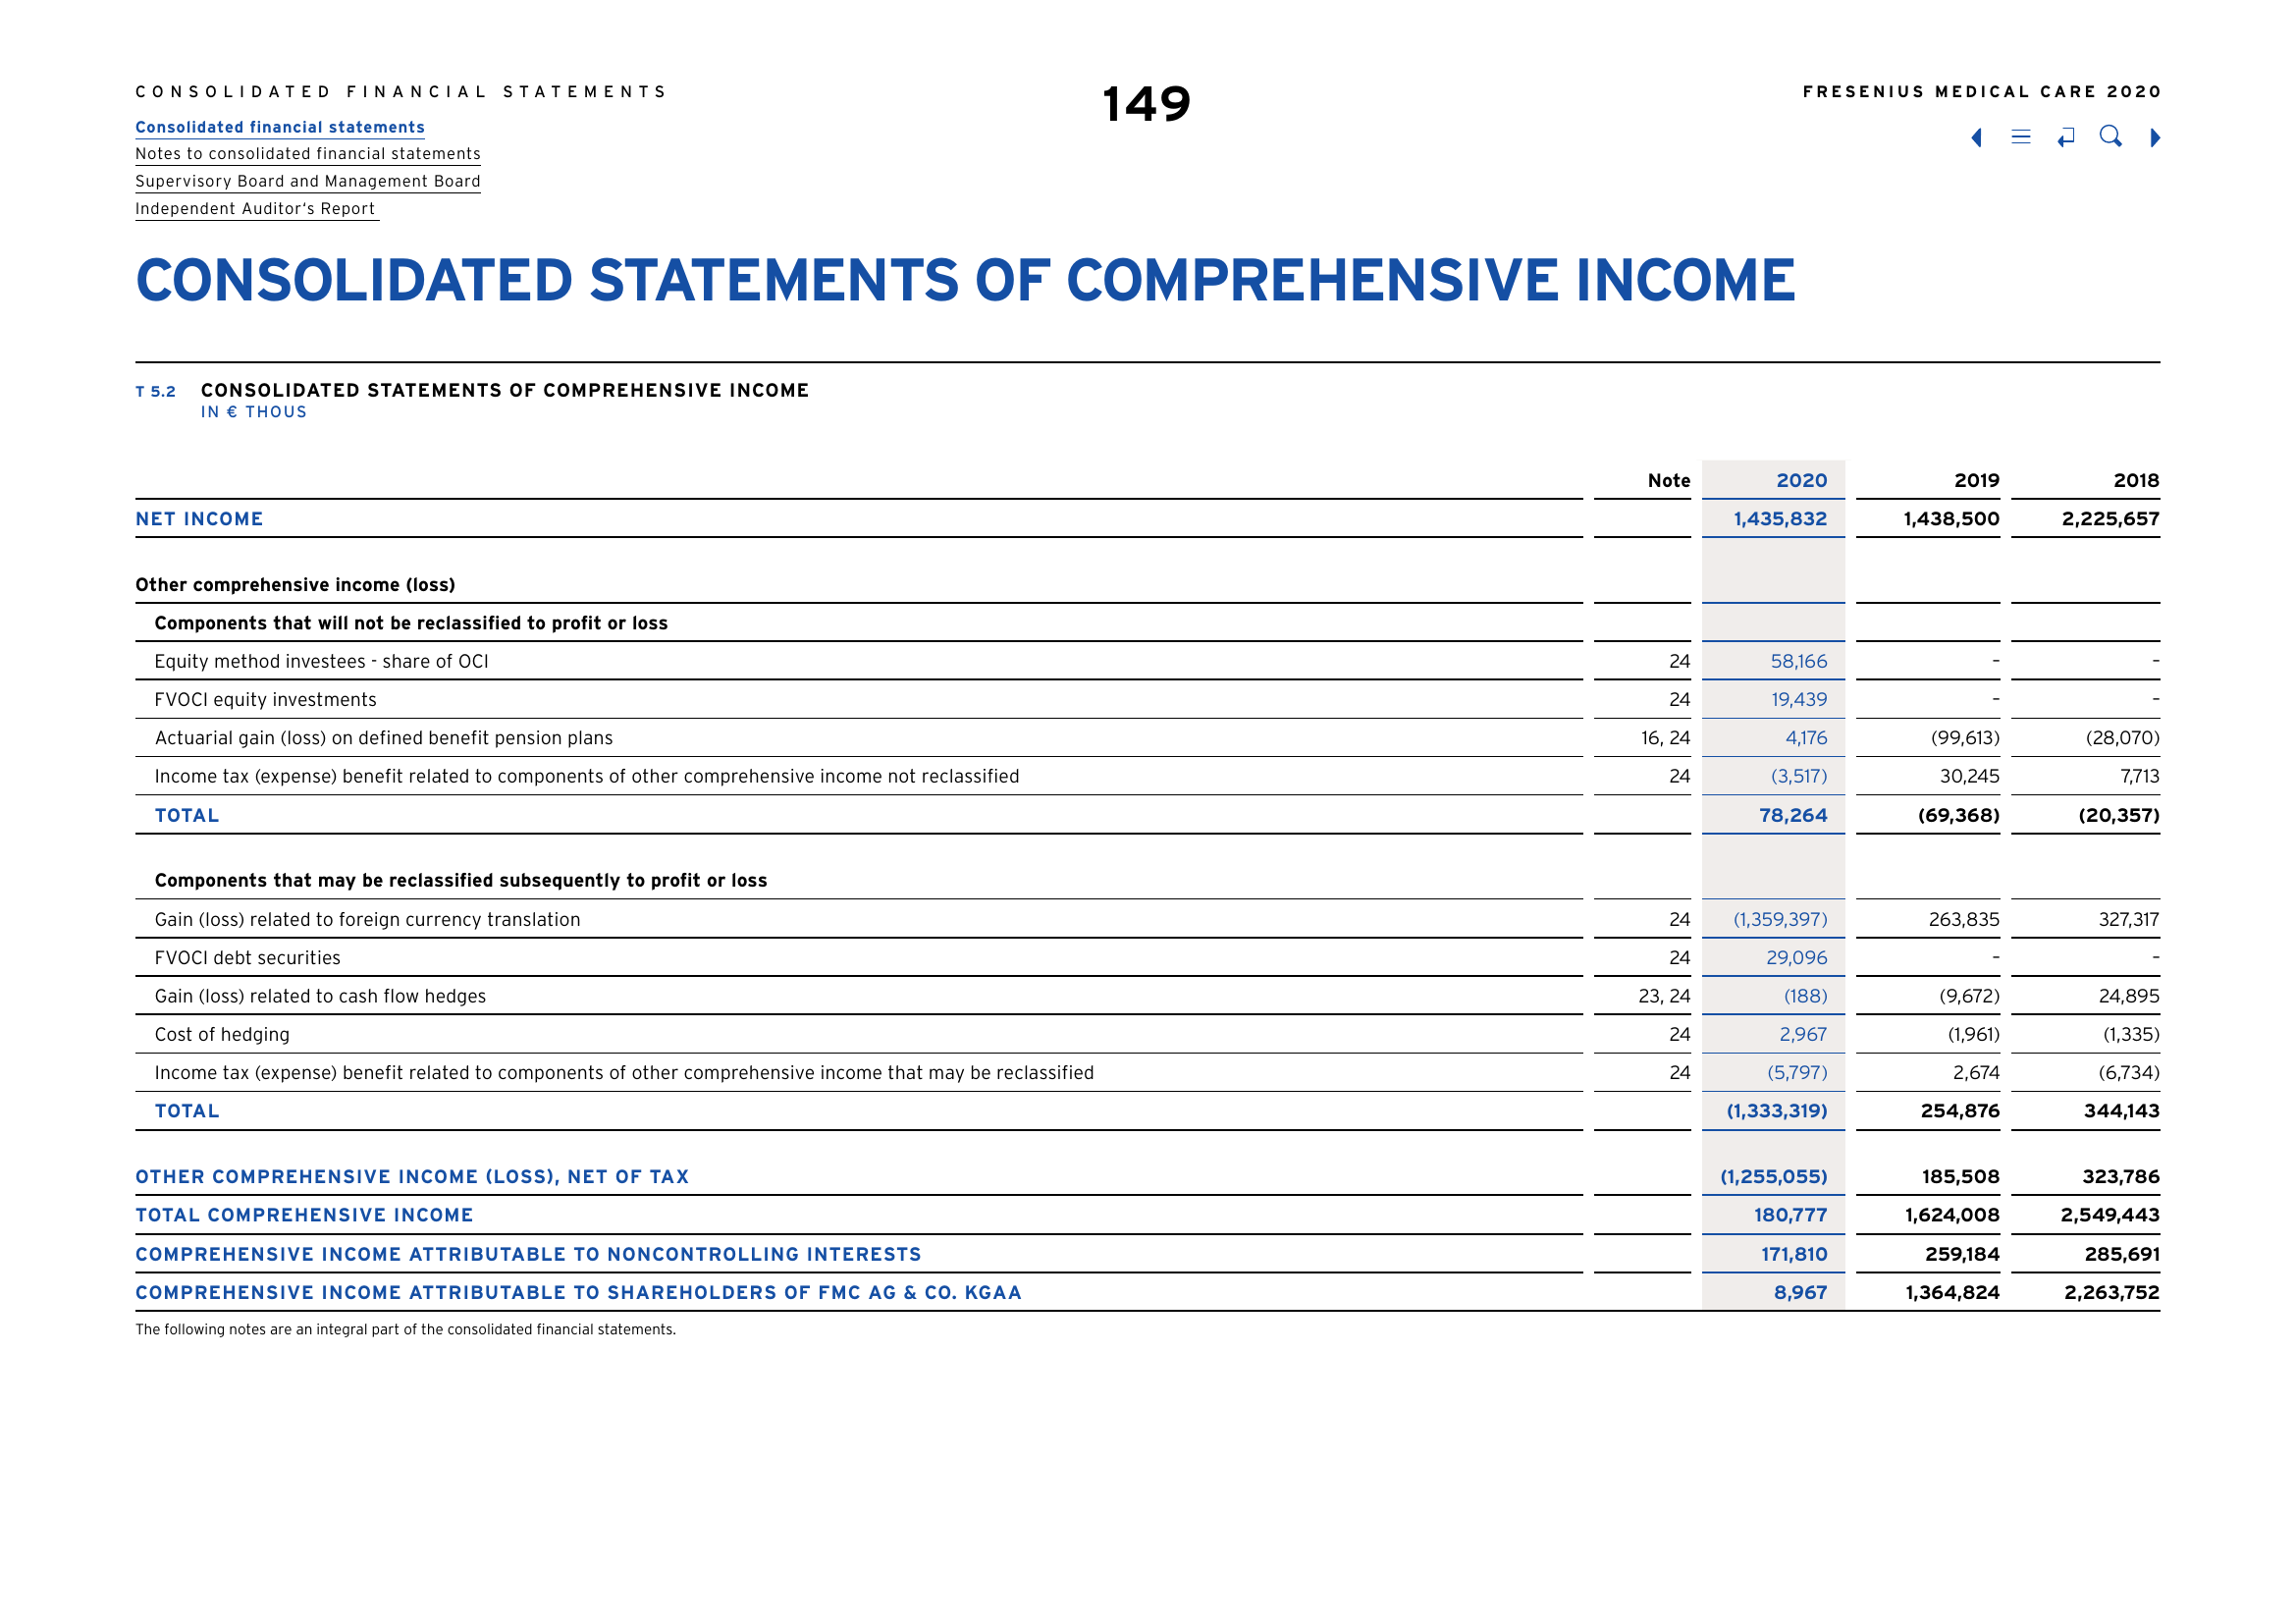 CONSOLIDATED FINANCIAL STATEMENTS
149
FRESENIUS MEDICAL CARE 2020
Consolidated financial statements
Notes to consolidated financial statements
Supervisory Board and Management Board
Independent Auditor‘s Report
CONSOLIDATED STATEMENTS OF COMPREHENSIVE INCOME
T 5.2 CONSOLIDATED STATEMENTS OF COMPREHENSIVE INCOME
IN € THOUS
Note 2020 2019 2018
NET INCOME 1,435,832 1,438,500 2,225,657
Other comprehensive income (loss)
Components that will not be reclassified to profit or loss
Equity method investees - share of OCI 24 58,166 – –
FVOCI equity investments 24 19,439 – –
Actuarial gain (loss) on defined benefit pension plans 16, 24 4,176 (99,613) (28,070)
Income tax (expense) benefit related to components of other comprehensive income not reclassified 24 (3,517) 30,245 7,713
TOTAL 78,264 (69,368) (20,357)
Components that may be reclassified subsequently to profit or loss
Gain (loss) related to foreign currency translation 24 (1,359,397) 263,835 327,317
FVOCI debt securities 24 29,096 – –
Gain (loss) related to cash flow hedges 23, 24 (188) (9,672) 24,895
Cost of hedging 24 2,967 (1,961) (1,335)
Income tax (expense) benefit related to components of other comprehensive income that may be reclassified 24 (5,797) 2,674 (6,734)
TOTAL (1,333,319) 254,876 344,143
OTHER COMPREHENSIVE INCOME (LOSS), NET OF TAX (1,255,055) 185,508 323,786
TOTAL COMPREHENSIVE INCOME 180,777 1,624,008 2,549,443
COMPREHENSIVE INCOME ATTRIBUTABLE TO NONCONTROLLING INTERESTS 171,810 259,184 285,691
COMPREHENSIVE INCOME ATTRIBUTABLE TO SHAREHOLDERS OF FMC AG & CO. KGAA 8,967 1,364,824 2,263,752
The following notes are an integral part of the consolidated financial statements.